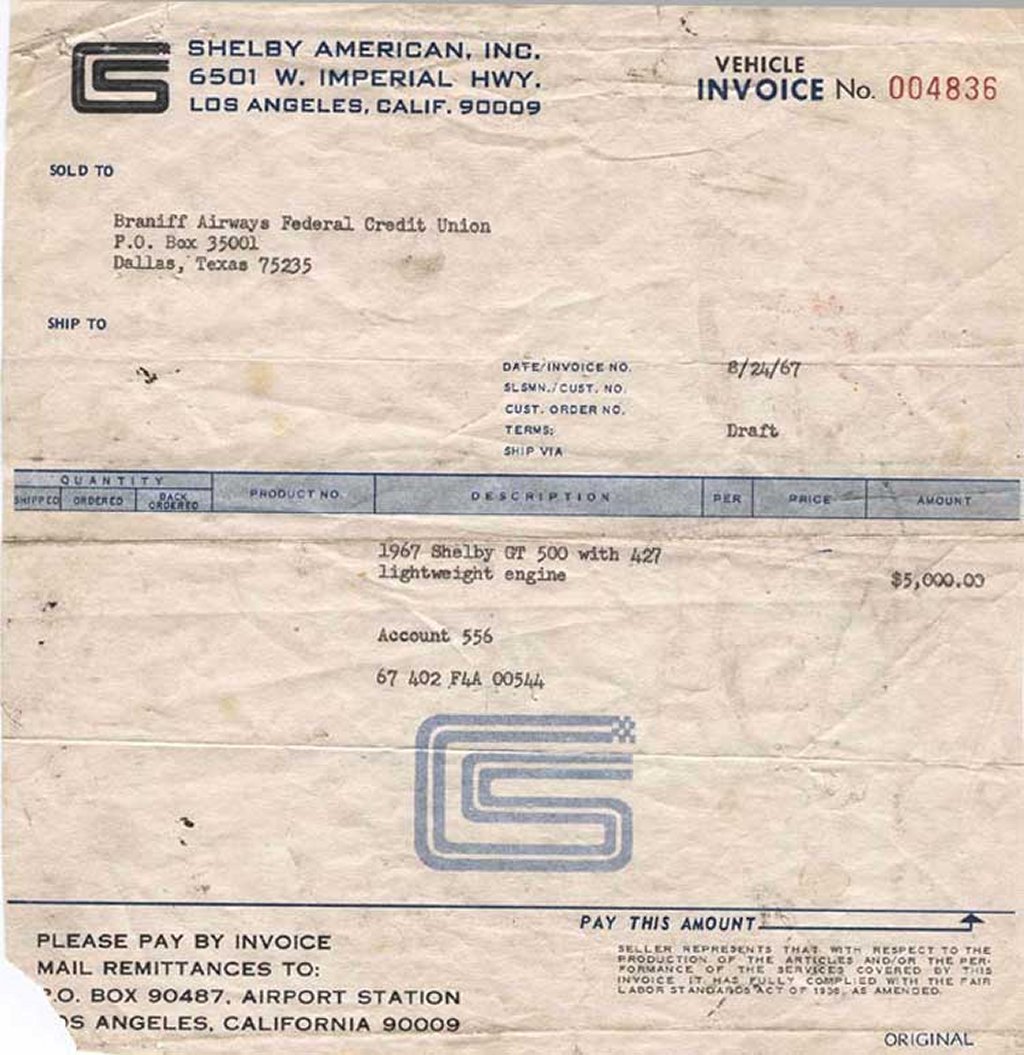 SHELBY AMERICAN, INC.
6501 W. IMPERIAL HWY.
LOS ANGELES, CALIF. 90009
VEHICLE
INVOICE No. 004836
SOLD TO
Braniff Airways Federal Credit Union
P.O. Box 35001
Dallas, Texas 75235
SHIP TO
DATE/INVOICE NO. 8/24/67
SLSMN./CUST. NO.
CUST. ORDER NO.
TERMS: Draft
SHIP VIA
QUANTITY
SHIPPED ORDERED BACK ORDERED PRODUCT NO. DESCRIPTION PER PRICE AMOUNT
1967 Shelby GT 500 with 427
lightweight engine $5,000.00
Account 556
67 402 F4A 00544
PAY THIS AMOUNT
PLEASE PAY BY INVOICE
MAIL REMITTANCES TO:
P.O. BOX 90487, AIRPORT STATION
OS ANGELES, CALIFORNIA 90009
SELLER REPRESENTS THAT WITH RESPECT TO THE
PRODUCTION OF THE ARTICLES AND/OR THE PER-
FORMANCE OF THE SERVICES COVERED BY THIS
INVOICE IT HAS FULLY COMPLIED WITH THE FAIR
LABOR STANDARDS ACT OF 1938, AS AMENDED.
ORIGINAL